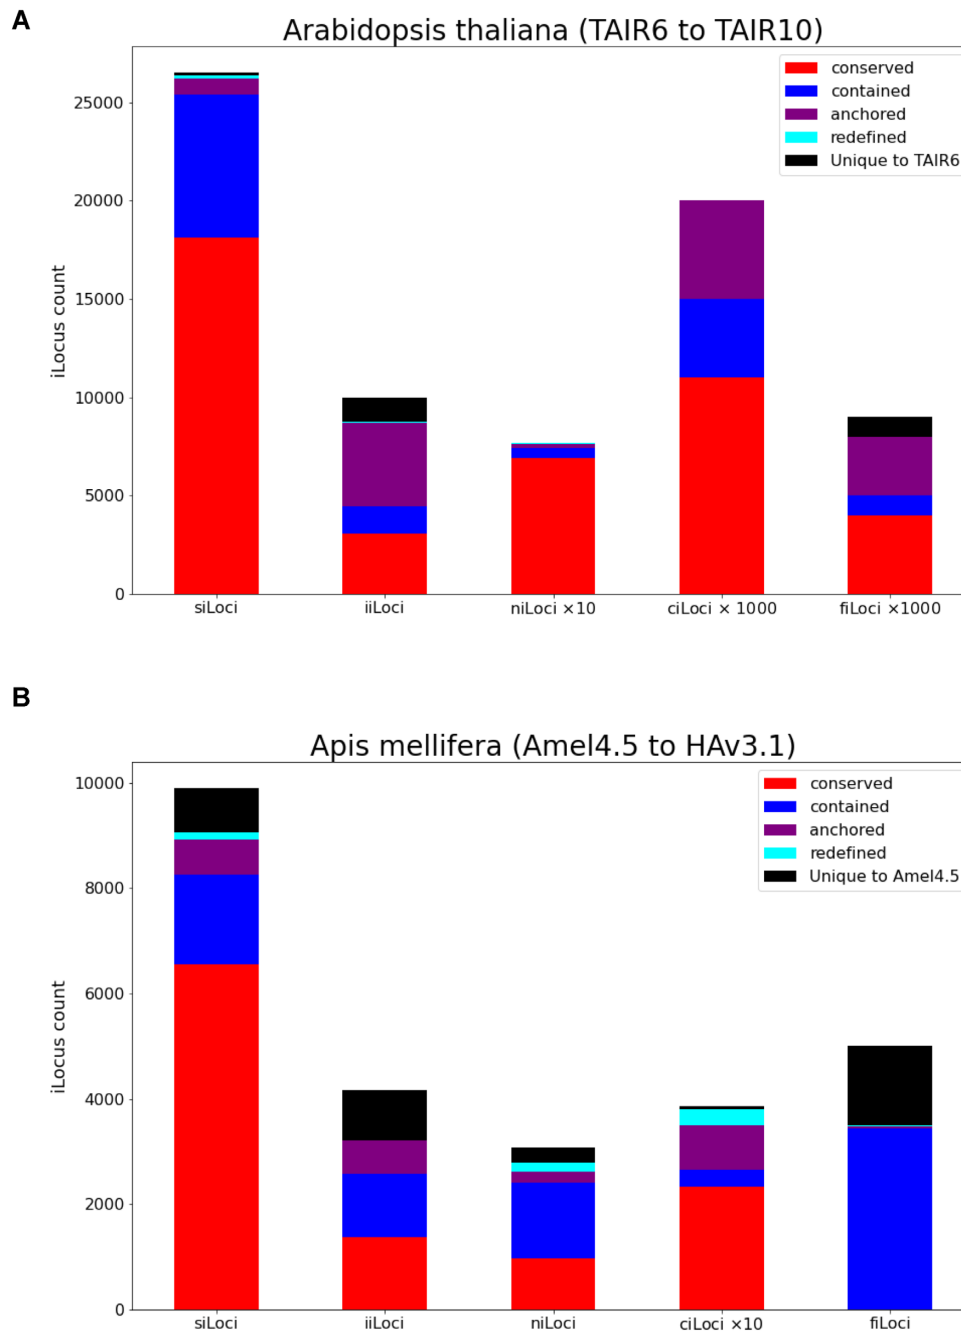 A
Arabidopsis thaliana (TAIR6 to TAIR10)
conserved
contained
anchored
redefined
Unique to TAIR6
iLocus count
25000
20000
15000
10000
5000
0
siLoci iiLoci niLoci ×10 ciLoci × 1000 fiLoci ×1000
B
Apis mellifera (Amel4.5 to HAv3.1)
conserved
contained
anchored
redefined
Unique to Amel4.5
iLocus count
10000
8000
6000
4000
2000
0
siLoci iiLoci niLoci ciLoci ×10 fiLoci